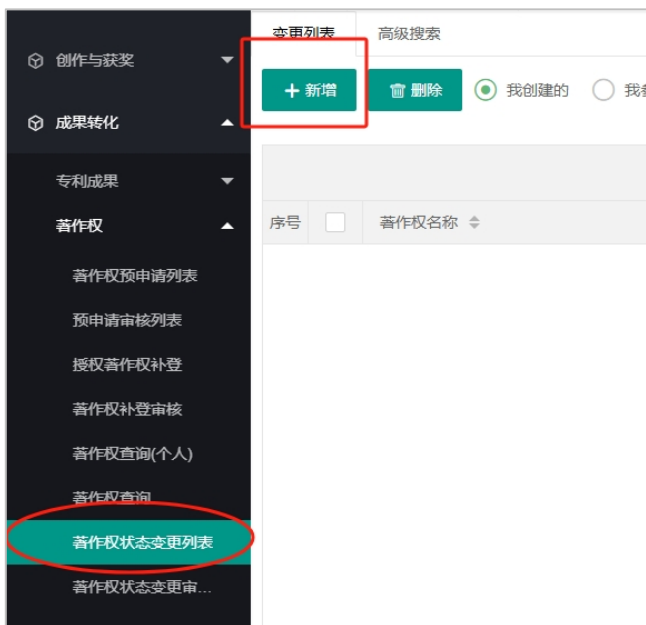 创作与获奖
成果转化
专利成果
著作权
著作权预申请列表
预申请审核列表
授权著作权补登
著作权补登审核
著作权查询(个人)
著作权查询
著作权状态变更列表
著作权状态变更审...
变更列表 高级搜索
新增 删除 我创建的 我
序号 著作权名称